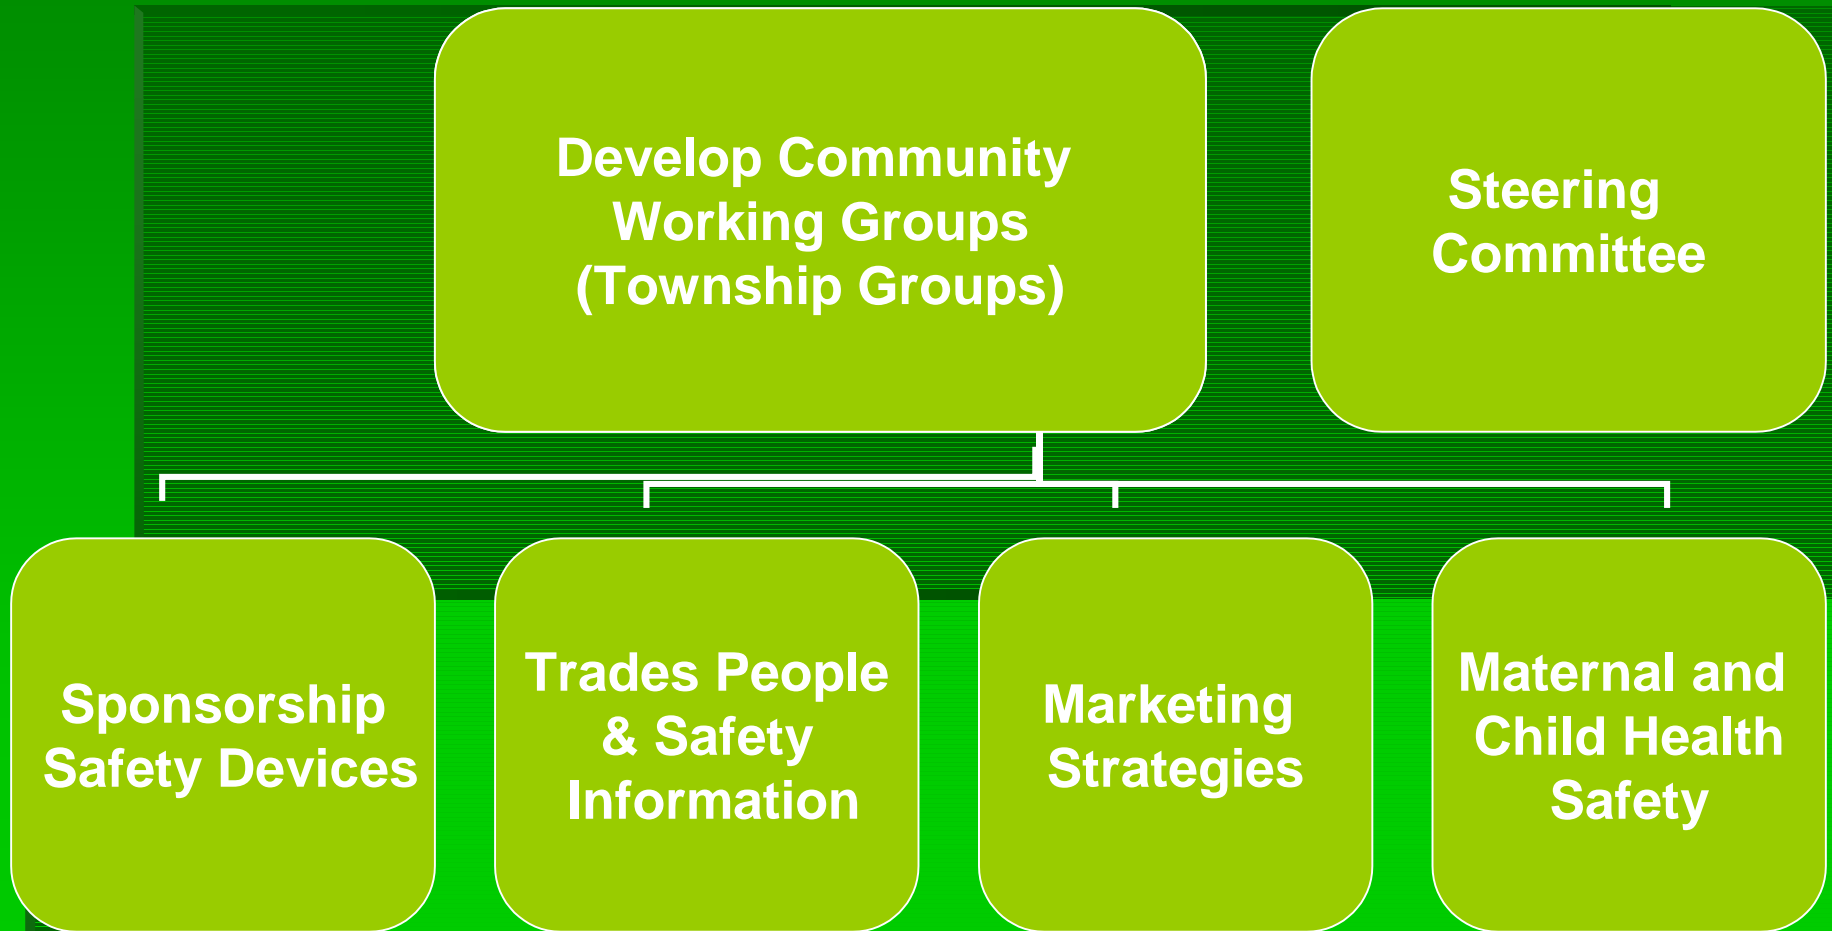 Develop Community
Working Groups
(Township Groups)
Steering
Committee
Sponsorship
Safety Devices
Trades People
& Safety
Information
Marketing
Strategies
Maternal and
Child Health
Safety